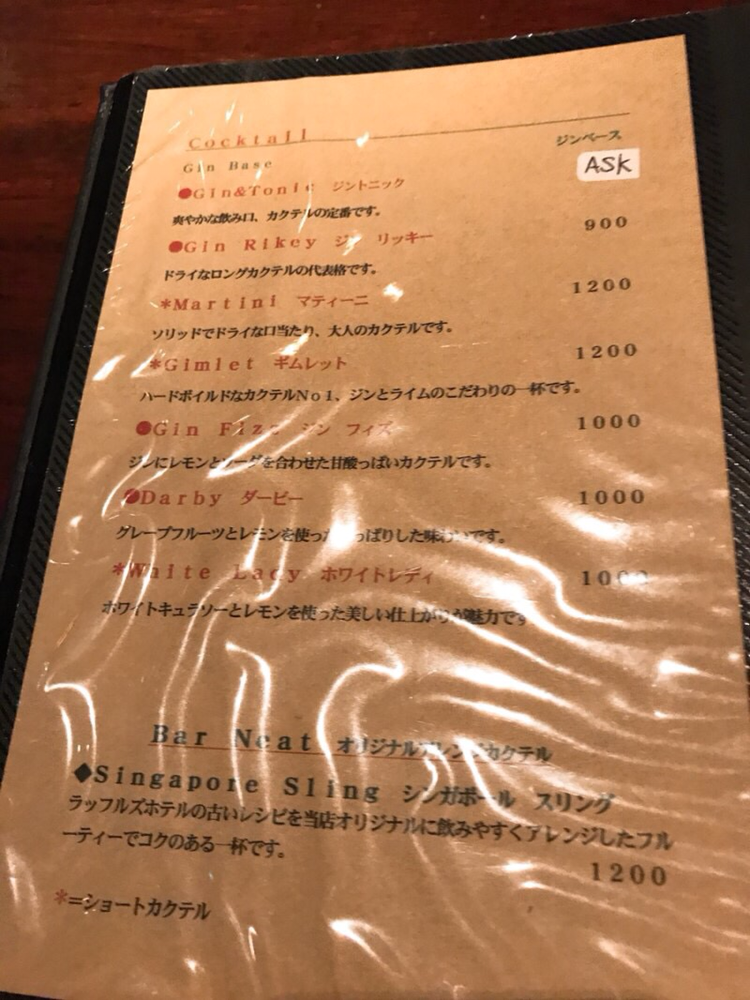 Cocktail
ジンベース
Gin Base
ASK
●Gin&Tonic ジントニック
爽やかな飲み口、カクテルの定番です。
900
●Gin Rikey ジン リッキー
ドライなロングカクテルの代表格です。
1200
*Martini マティーニ
ソリッドでドライな口当たり、大人のカクテルです。
1200
*Gimlet ギムレット
ハードボイルドなカクテルNo1、ジンとライムのこだわりの一杯です。
1000
●Gin Fizz ジン フィズ
ジンにレモンとソーダを合わせた甘酸っぱいカクテルです。
1000
●Darby ダービー
グレープフルーツとレモンを使っ っぱりした味わいです。
1000
*White Lady ホワイトレディ
ホワイトキュラソーとレモンを使った美しい仕上がりが魅力です
Bar Neat オリジナルアレンジカクテル
◆Singapore Sling シンガポール スリング
ラッフルズホテルの古いレシピを当店オリジナルに飲みやすくアレンジしたフル
ーティーでコクのある一杯です。
1200
*=ショートカクテル